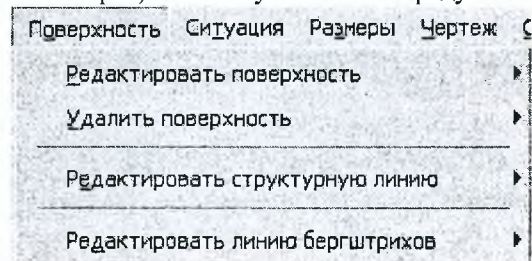 Поверхность Ситуация Размеры Чертеж
Редактировать поверхность
Удалить поверхность
Редактировать структурную линию
Редактировать линию бергштрихов